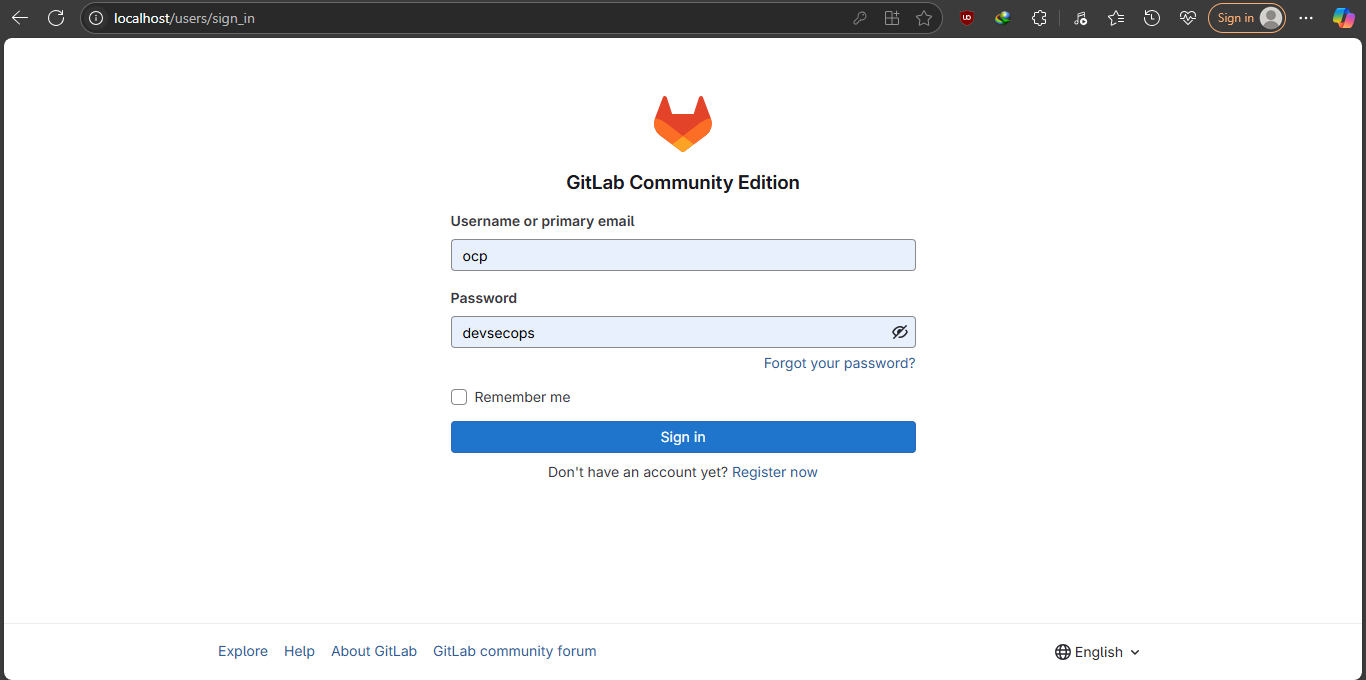 localhost/users/sign_in
Sign in
GitLab Community Edition
Username or primary email
ocp
Password
devsecops
Forgot your password?
Remember me
Sign in
Don't have an account yet? Register now
Explore Help About GitLab GitLab community forum English